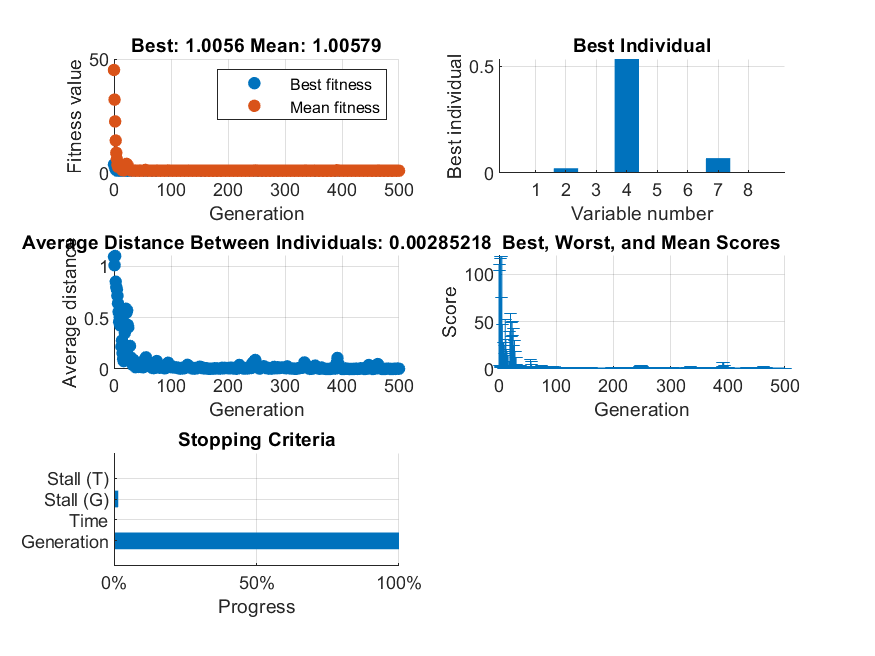 Best: 1.0056 Mean: 1.00579
Fitness value
50
0
Best fitness
Mean fitness
0 100 200 300 400 500
Generation
Best Individual
Best individual
0.5
0
1 2 3 4 5 6 7 8
Variable number
Average Distance Between Individuals: 0.00285218
Average distance
1
0.5
0
0 100 200 300 400 500
Generation
Best, Worst, and Mean Scores
Score
100
50
0
0 100 200 300 400 500
Generation
Stopping Criteria
Stall (T)
Stall (G)
Time
Generation
0% 50% 100%
Progress